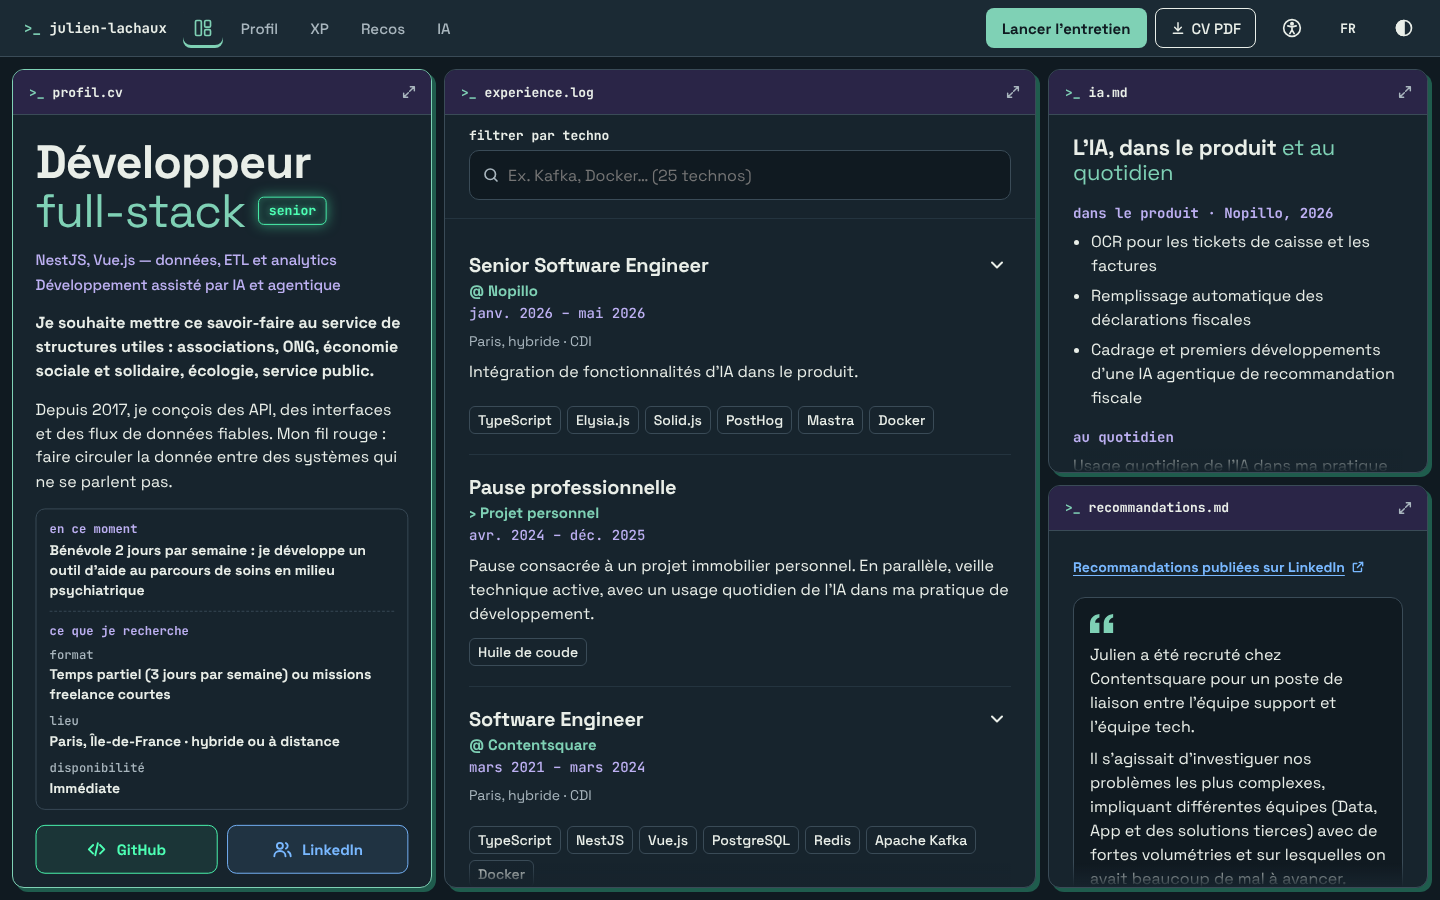 >_ julien-lachaux
Profil
XP
Recos
IA
Lancer l'entretien
CV PDF
FR
>_ profil.cv
Développeur
full-stack senior
NestJS, Vue.js — données, ETL et analytics
Développement assisté par IA et agentique
Je souhaite mettre ce savoir-faire au service de
structures utiles : associations, ONG, économie
sociale et solidaire, écologie, service public.
Depuis 2017, je conçois des API, des interfaces
et des flux de données fiables. Mon fil rouge :
faire circuler la donnée entre des systèmes qui
ne se parlent pas.
en ce moment
Bénévole 2 jours par semaine : je développe un
outil d'aide au parcours de soins en milieu
psychiatrique
ce que je recherche
format
Temps partiel (3 jours par semaine) ou missions
freelance courtes
lieu
Paris, Île-de-France · hybride ou à distance
disponibilité
Immédiate
GitHub
LinkedIn
>_ experience.log
filtrer par techno
Ex. Kafka, Docker… (25 technos)
Senior Software Engineer
@ Nopillo
janv. 2026 – mai 2026
Paris, hybride · CDI
Intégration de fonctionnalités d'IA dans le produit.
TypeScript
Elysia.js
Solid.js
PostHog
Mastra
Docker
Pause professionnelle
> Projet personnel
avr. 2024 – déc. 2025
Pause consacrée à un projet immobilier personnel. En parallèle, veille
technique active, avec un usage quotidien de l'IA dans ma pratique de
développement.
Huile de coude
Software Engineer
@ Contentsquare
mars 2021 – mars 2024
Paris, hybride · CDI
TypeScript
NestJS
Vue.js
PostgreSQL
Redis
Apache Kafka
Docker
>_ ia.md
L'IA, dans le produit et au
quotidien
dans le produit · Nopillo, 2026
• OCR pour les tickets de caisse et les
factures
• Remplissage automatique des
déclarations fiscales
• Cadrage et premiers développements
d'une IA agentique de recommandation
fiscale
au quotidien
Usage quotidien de l'IA dans ma pratique
>_ recommandations.md
Recommandations publiées sur LinkedIn
Julien a été recruté chez
Contentsquare pour un poste de
liaison entre l'équipe support et
l'équipe tech.
Il s'agissait d'investiguer nos
problèmes les plus complexes,
impliquant différentes équipes (Data,
App et des solutions tierces) avec de
fortes volumétries et sur lesquelles on
avait beaucoup de mal à avancer.